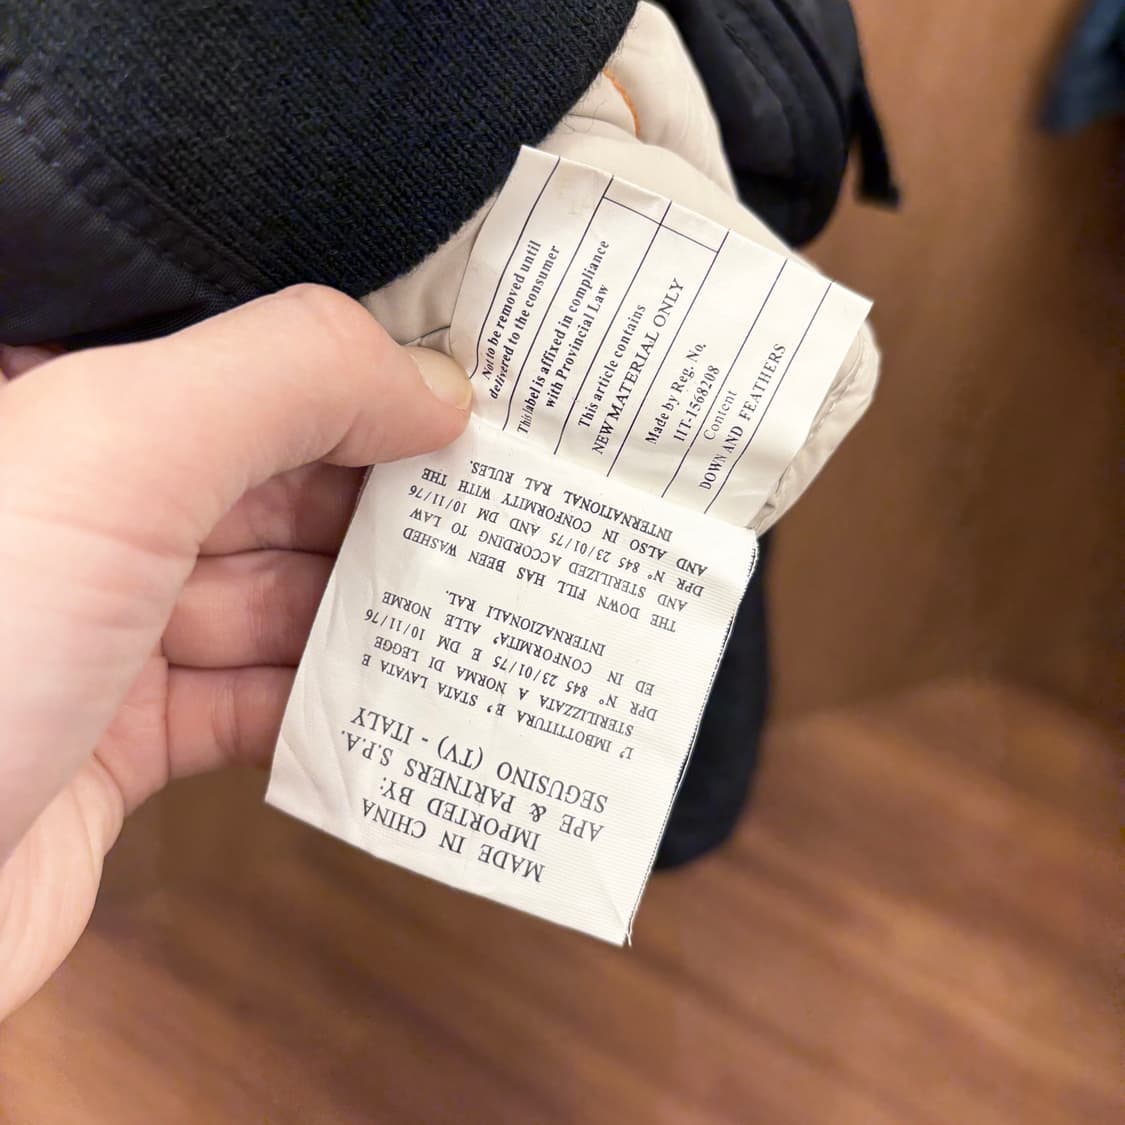 Not to be removed until
delivered to the consumer
This label is affixed in compliance
with Provincial Law
This article contains
NEW MATERIAL ONLY
Made by Reg. No.
IIT-1568208
Content
DOWN AND FEATHERS
MADE IN CHINA
IMPORTED BY:
APE & PARTNERS S.P.A.
SEGUSINO (TV) - ITALY
L' IMBOTTITURA E' STATA LAVATA E
STERILIZZATA A NORMA DI LEGGE
DPR N° 845 23/01/75 E DM 10/11/76
ED IN CONFORMITA' ALLE NORME
INTERNAZIONALI RAL.
THE DOWN FILL HAS BEEN WASHED
AND STERILIZED ACCORDING TO LAW
DPR N° 845 23/01/75 AND DM 10/11/76
AND ALSO IN CONFORMITY WITH THE
INTERNATIONAL RAL RULES.